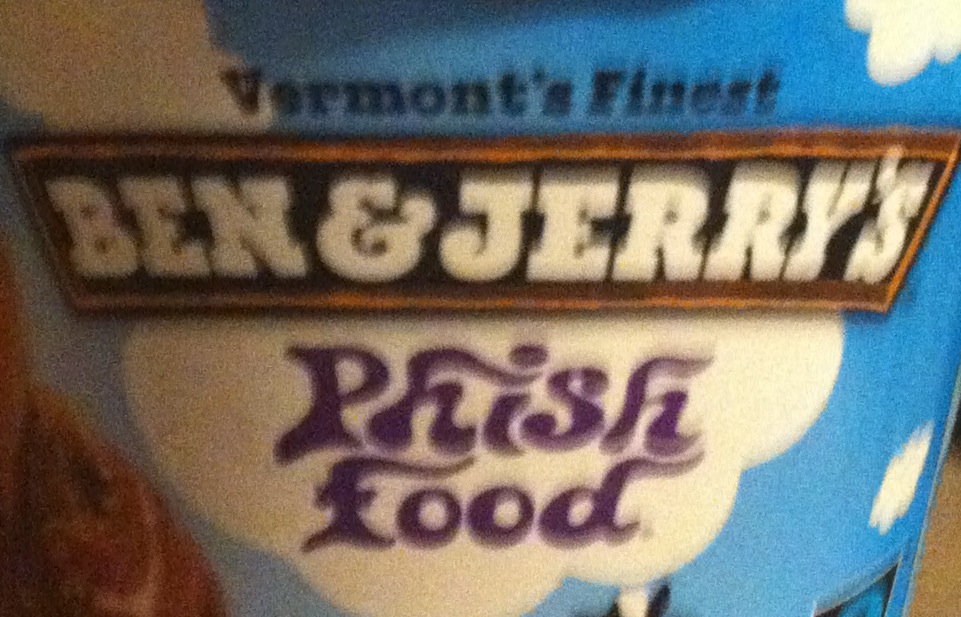 Vermont's Finest
BEN & JERRY'S
Phish
Food